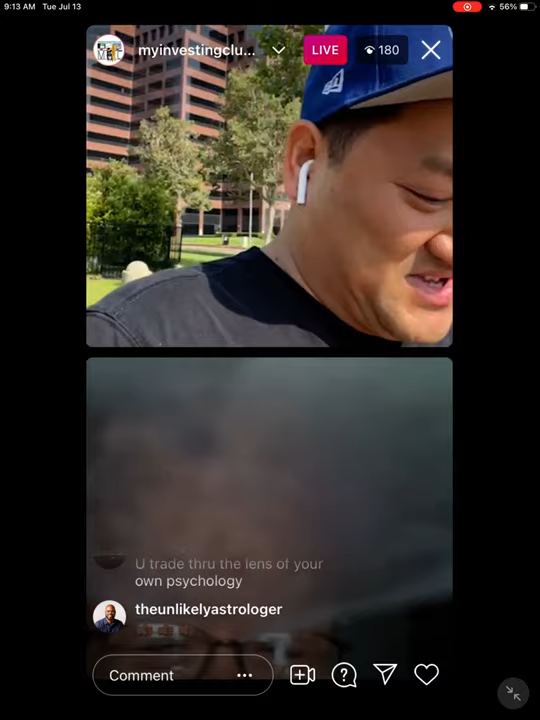 9:13 AM Tue Jul 13
56%
myinvestingclu...
LIVE
180
U trade thru the lens of your
own psychology
theunlikelyastrologer
Comment